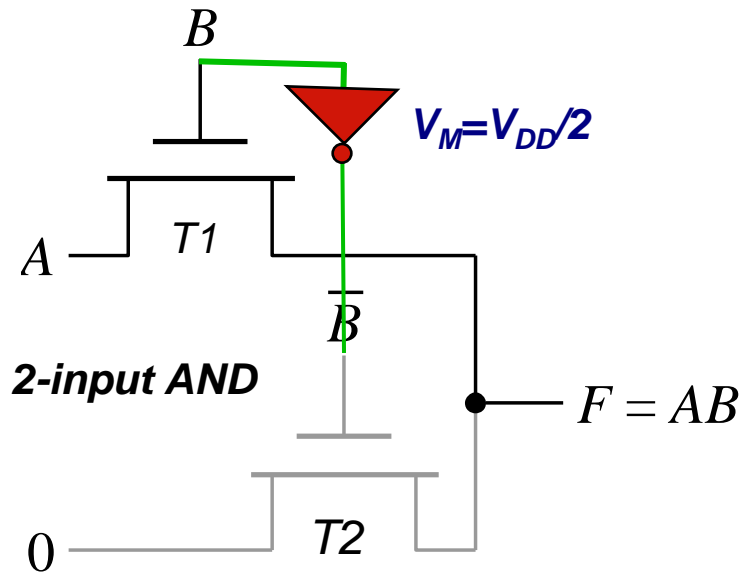 B
V_M=V_DD/2
T1
A
B̅
2-input AND
F = AB
T2
0